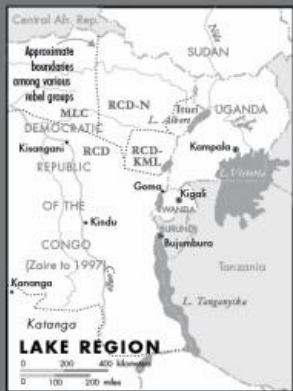 Central Afr. Rep.
Nile
SUDAN
Approximate
boundaries
among various
rebel groups
RCD-N
Ituri
UGANDA
L. Albert
MLC
DEMOCRATIC
Kisangani
RCD
RCD-
KML
Kampala
REPUBLIC
L. Victoria
Goma
Kigali
OF THE
RWANDA
Kindu
BURUNDI
CONGO
Bujumbura
(Zaire to 1997)
Congo
Tanzania
Kananga
L. Tanganyika
Katanga
LAKE REGION
0 200 400 kilometers
0 100 200 miles